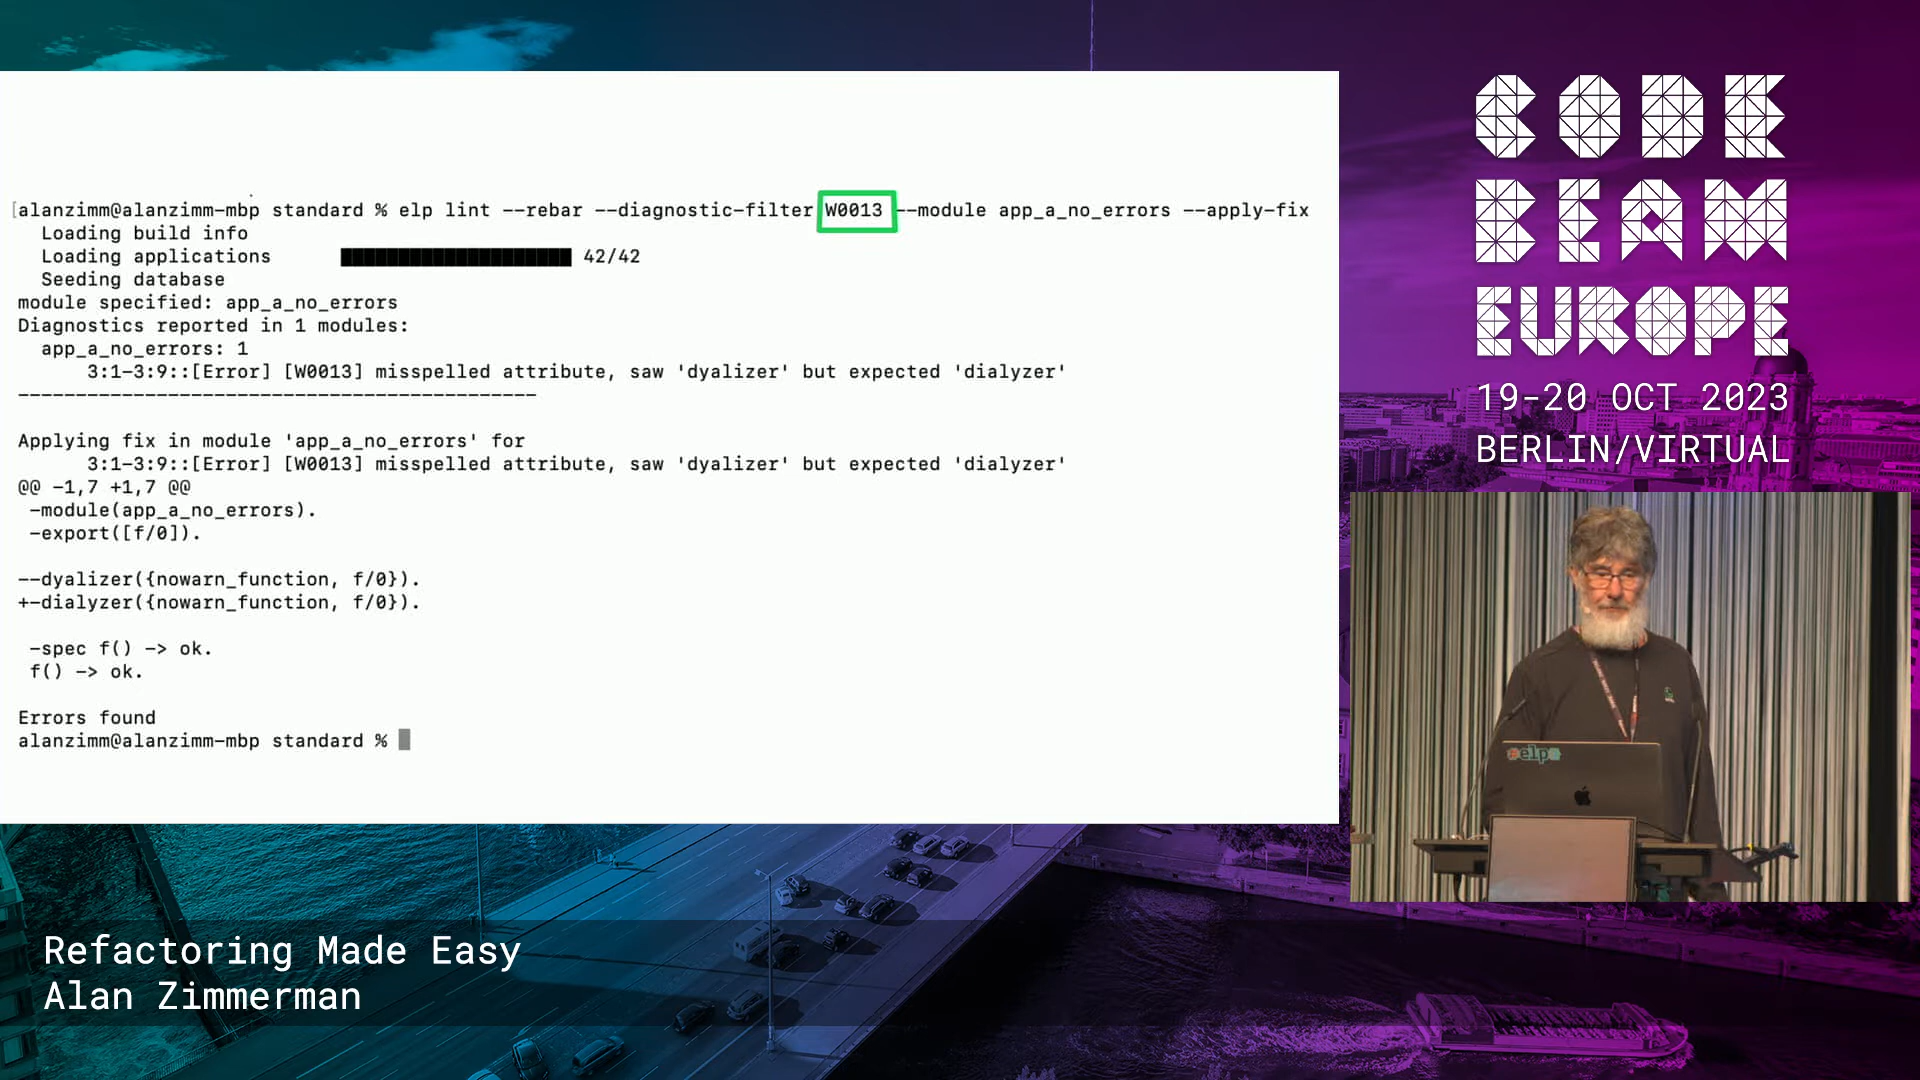 [alanzimm@alanzimm-mbp standard % elp lint --rebar --diagnostic-filter W0013 --module app_a_no_errors --apply-fix
Loading build info
Loading applications 42/42
Seeding database
module specified: app_a_no_errors
Diagnostics reported in 1 modules:
app_a_no_errors: 1
3:1-3:9::[Error] [W0013] misspelled attribute, saw 'dyalizer' but expected 'dialyzer'
---------------------------------------------
Applying fix in module 'app_a_no_errors' for
3:1-3:9::[Error] [W0013] misspelled attribute, saw 'dyalizer' but expected 'dialyzer'
@@ -1,7 +1,7 @@
-module(app_a_no_errors).
-export([f/0]).
--dyalizer({nowarn_function, f/0}).
+-dialyzer({nowarn_function, f/0}).
-spec f() -> ok.
f() -> ok.
Errors found
alanzimm@alanzimm-mbp standard %
CODE
BEAM
EUROPE
19-20 OCT 2023
BERLIN/VIRTUAL
#elp
Refactoring Made Easy
Alan Zimmerman